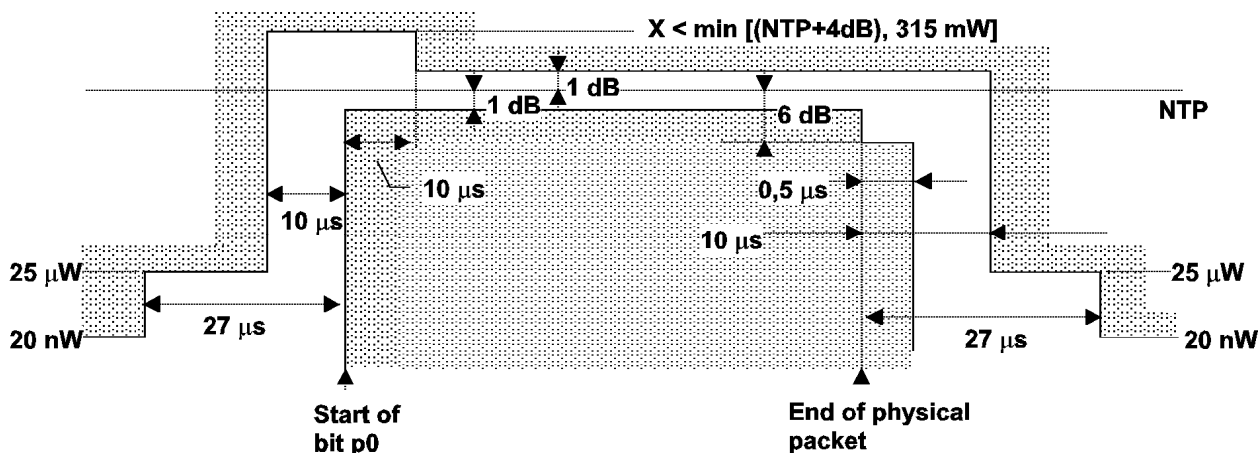 X < min [(NTP+4dB), 315 mW]
1 dB
1 dB
6 dB
NTP
10 μs
0,5 μs
10 μs
10 μs
25 μW
25 μW
27 μs
27 μs
20 nW
20 nW
Start of
bit p0
End of physical
packet